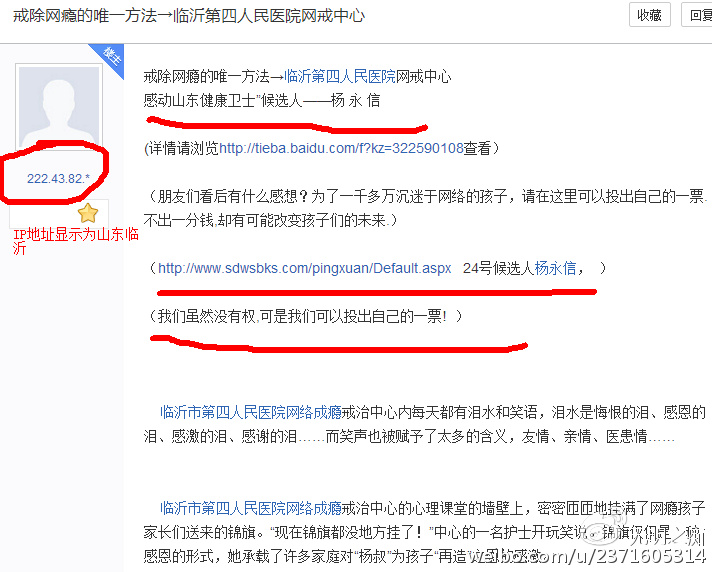 戒除网瘾的唯一方法→临沂第四人民医院网戒中心
收藏
回复
楼主
戒除网瘾的唯一方法→临沂第四人民医院网戒中心
感动山东健康卫士”候选人——杨 永 信
(详情请浏览http://tieba.baidu.com/f?kz=322590108查看）
222.43.82.*
（朋友们看后有什么感想？为了一千多万沉迷于网络的孩子，请在这里可以投出自己的一票.
不出一分钱,却有可能改变孩子们的未来.）
IP地址显示为山东临
沂
（http://www.sdwsbks.com/pingxuan/Default.aspx 24号候选人杨永信， ）
（我们虽然没有权,可是我们可以投出自己的一票！）
临沂市第四人民医院网络成瘾戒治中心内每天都有泪水和笑语，泪水是悔恨的泪、感恩的
泪、感激的泪、感谢的泪……而笑声也被赋予了太多的含义，友情、亲情、医患情……
临沂市第四人民医院网络成瘾戒治中心的心理课堂的墙壁上，密密匝匝地挂满了网瘾孩子
家长们送来的锦旗。“现在锦旗都没地方挂了！”中心的一名护士开玩笑说。锦旗仅仅是一种
感恩的形式，她承载了许多家庭对“杨叔”为孩子“再造
weibo.com/u/2371605314